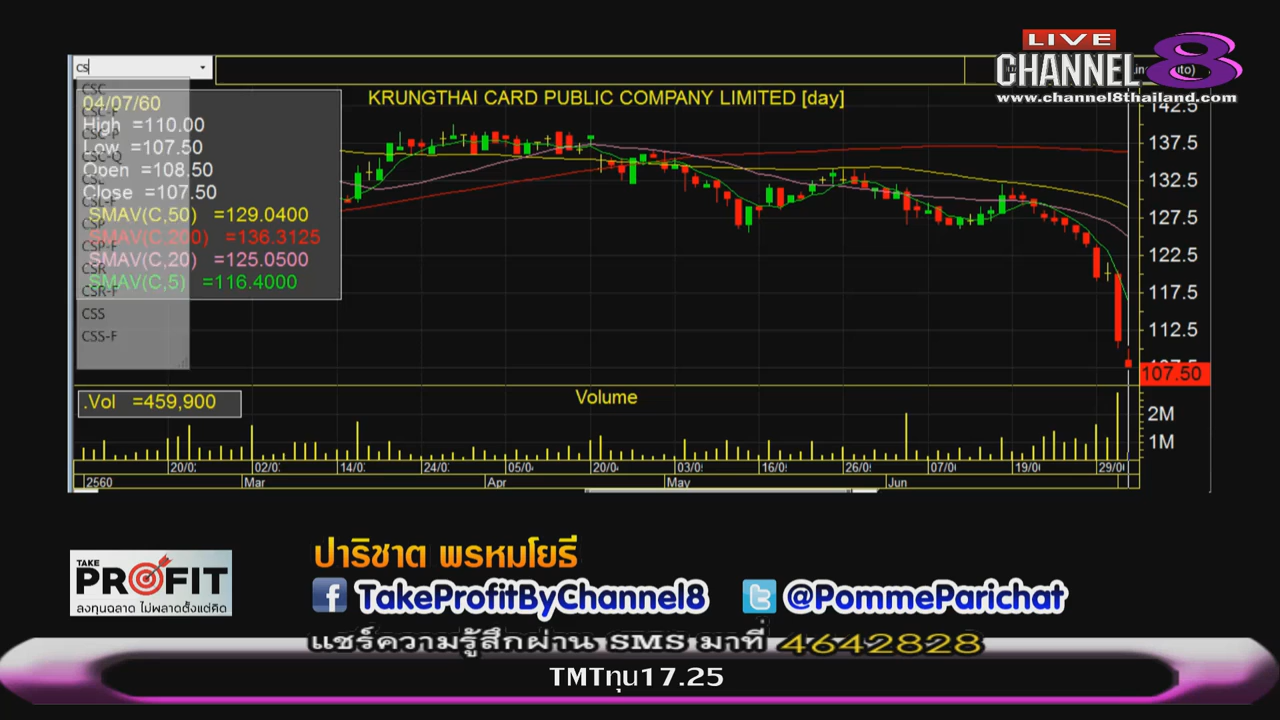 LIVE
CHANNEL 8
www.channel8thailand.com
cs
CSC
CSC-F
CSC-P
CSC-Q
CSL
CSL-F
CSP
CSP-F
CSR
CSR-F
CSS
CSS-F
04/07/60
High =110.00
Low =107.50
Open =108.50
Close =107.50
SMAV(C,50) =129.0400
SMAV(C,200) =136.3125
SMAV(C,20) =125.0500
SMAV(C,5) =116.4000
KRUNGTHAI CARD PUBLIC COMPANY LIMITED [day]
142.5
137.5
132.5
127.5
122.5
117.5
112.5
107.50
.Vol =459,900
Volume
2M
1M
20/0 02/0 14/0 24/0 05/0 20/0 03/0 16/0 26/0 07/0 19/0 29/0
2560 Mar Apr May Jun
TAKE
PROFIT
ลงทุนฉลาด ไม่พลาดตั้งแต่คิด
ปาริชาต พรหมโยธี
TakeProfitByChannel8 @PommeParichat
แชร์ความรู้สึกผ่าน SMS มาที่ 4642828
TMTทุน17.25